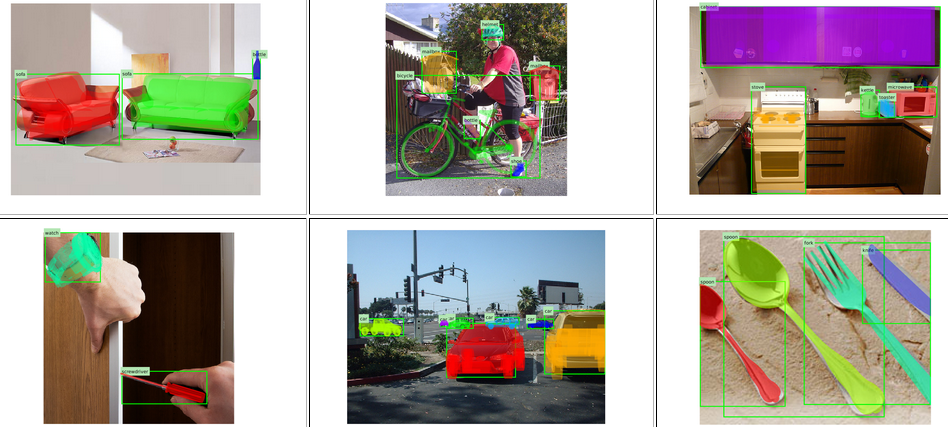 sofa
sofa
bottle
helmet
mailbox
mailbox
bicycle
bottle
cabinet
stove
kettle
microwave
toaster
watch
screwdriver
car
car
car
car
car
spoon
spoon
fork
knife